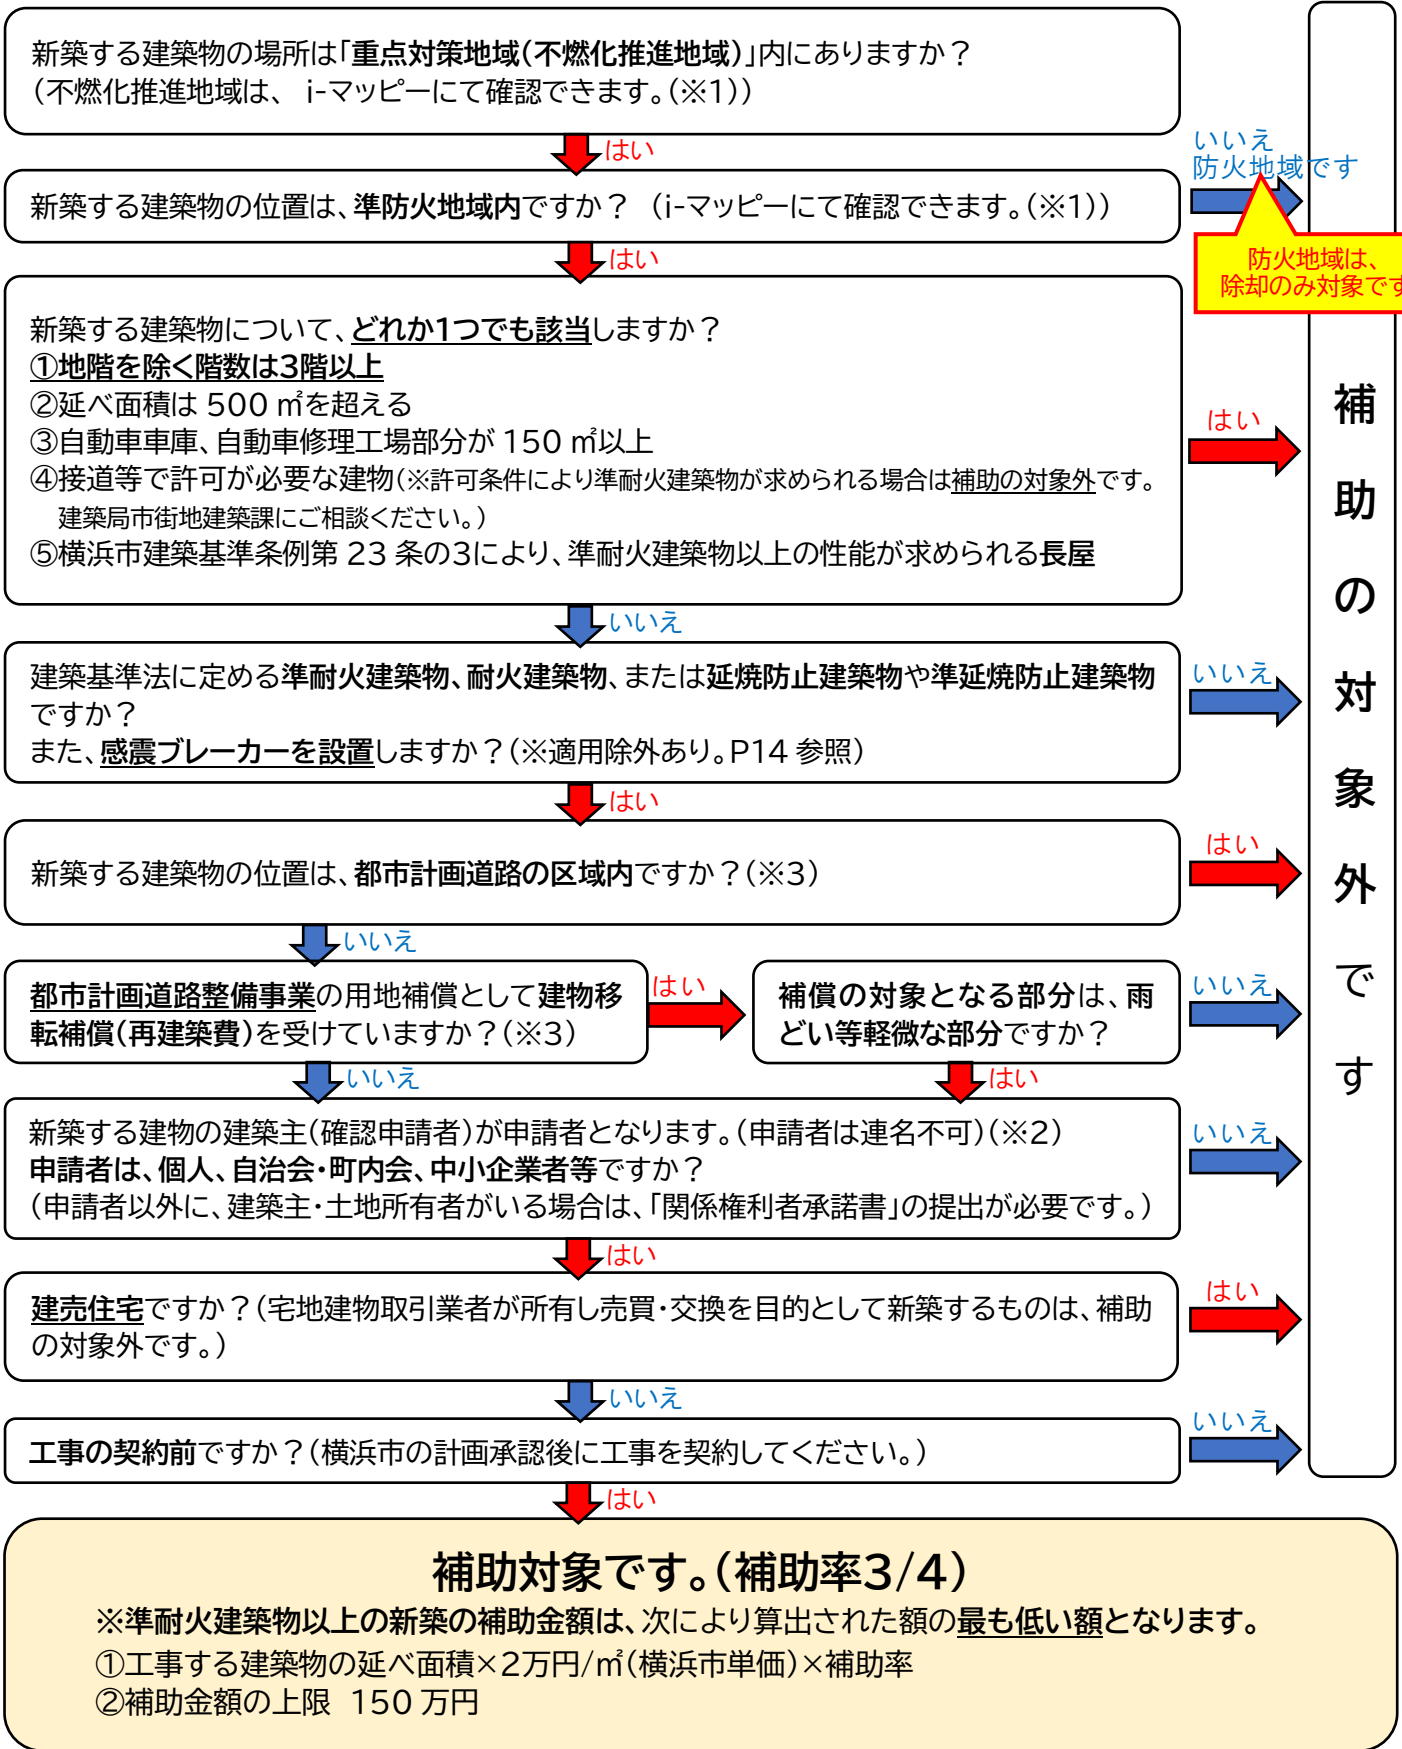 新築する建築物の場所は「重点対策地域(不燃化推進地域)」内にありますか？
(不燃化推進地域は、 i-マッピーにて確認できます。(※1))
はい
いいえ
防火地域です
新築する建築物の位置は、準防火地域内ですか？ (i-マッピーにて確認できます。(※1))
はい
防火地域は、
除却のみ対象です
新築する建築物について、どれか1つでも該当しますか？
①地階を除く階数は3階以上
②延べ面積は 500 ㎡を超える
③自動車車庫、自動車修理工場部分が 150 ㎡以上
④接道等で許可が必要な建物(※許可条件により準耐火建築物が求められる場合は補助の対象外です。
建築局市街地建築課にご相談ください。)
⑤横浜市建築基準条例第 23 条の3により、準耐火建築物以上の性能が求められる長屋
はい
いいえ
建築基準法に定める準耐火建築物、耐火建築物、または延焼防止建築物や準延焼防止建築物
ですか？
また、感震ブレーカーを設置しますか？(※適用除外あり。P14 参照)
いいえ
はい
新築する建築物の位置は、都市計画道路の区域内ですか？(※3)
はい
いいえ
都市計画道路整備事業の用地補償として建物移
転補償(再建築費)を受けていますか？(※3)
はい
補償の対象となる部分は、雨
どい等軽微な部分ですか？
いいえ
いいえ
はい
新築する建物の建築主(確認申請者)が申請者となります。(申請者は連名不可)(※2)
申請者は、個人、自治会・町内会、中小企業者等ですか？
(申請者以外に、建築主・土地所有者がいる場合は、「関係権利者承諾書」の提出が必要です。)
いいえ
はい
建売住宅ですか？(宅地建物取引業者が所有し売買・交換を目的として新築するものは、補助
の対象外です。)
はい
いいえ
工事の契約前ですか？(横浜市の計画承認後に工事を契約してください。)
いいえ
はい
補助の対象外です
補助対象です。(補助率3/4)
※準耐火建築物以上の新築の補助金額は、次により算出された額の最も低い額となります。
①工事する建築物の延べ面積×2万円/㎡(横浜市単価)×補助率
②補助金額の上限 150 万円